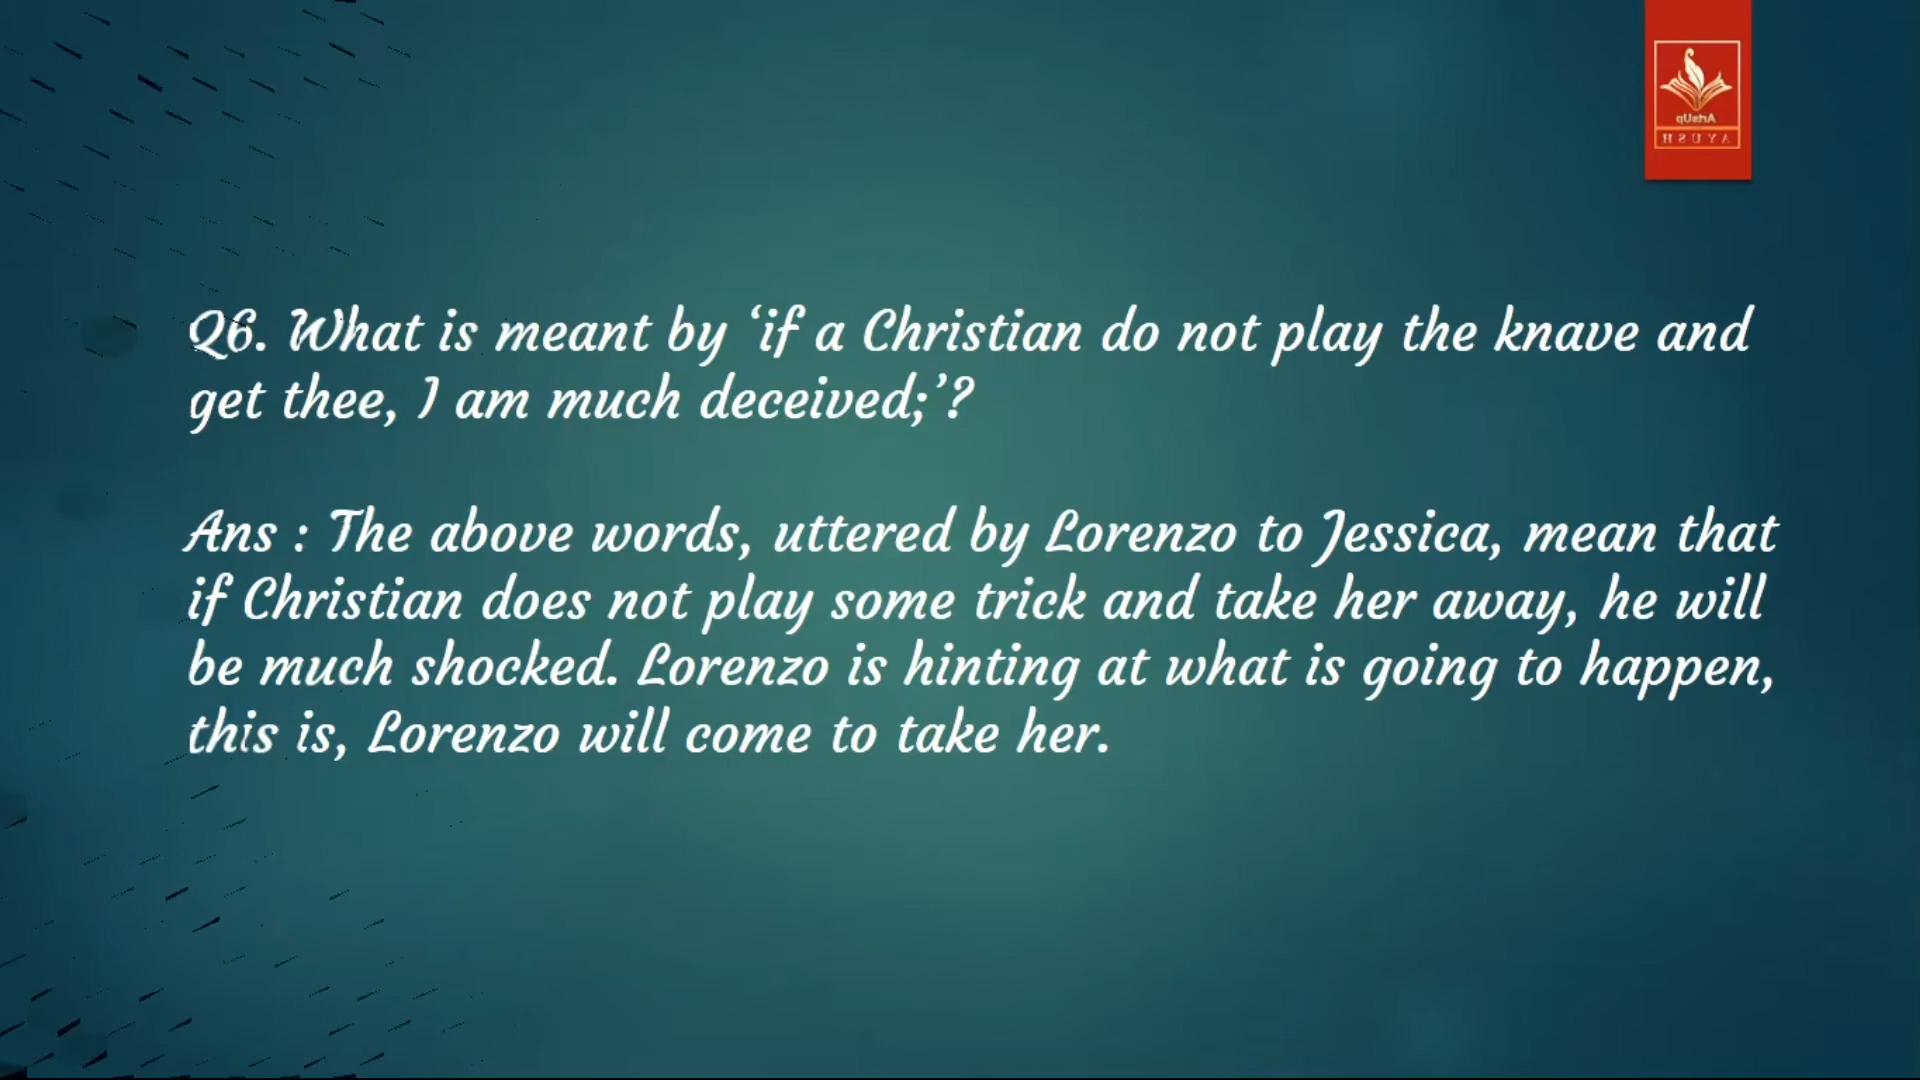 ArtsUp
AYUSH
Q6. What is meant by ‘if a Christian do not play the knave and
get thee, I am much deceived;’?
Ans : The above words, uttered by Lorenzo to Jessica, mean that
if Christian does not play some trick and take her away, he will
be much shocked. Lorenzo is hinting at what is going to happen,
this is, Lorenzo will come to take her.